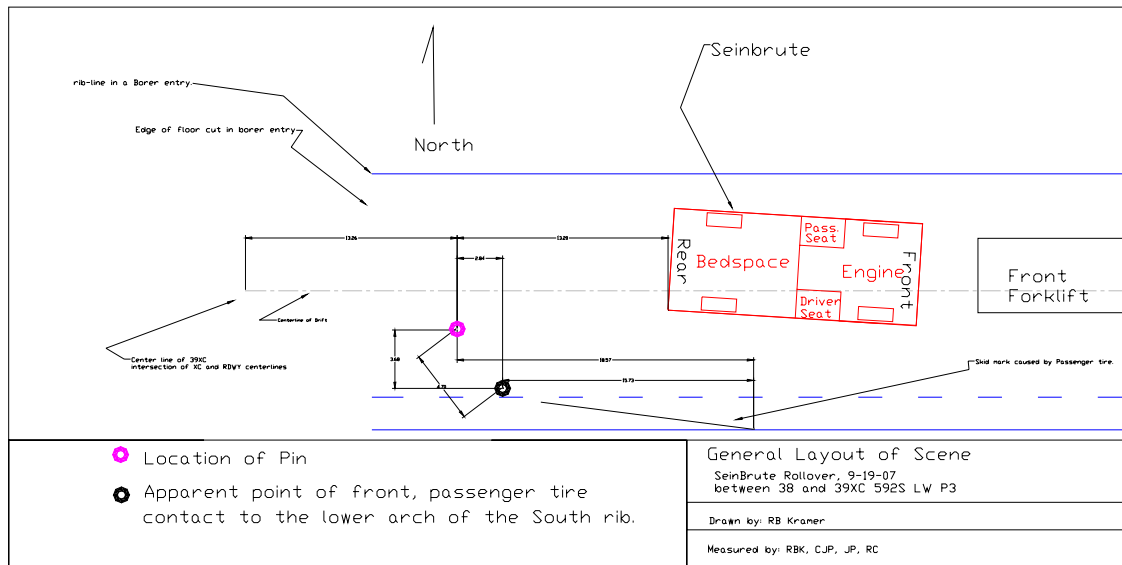 Seinbrute
rib-line in a Borer entry.
Edge of floor cut in borer entry
North
13.26
13.20
2.84
Pass.
Seat
Rear
Bedspace
Engine
Front
Driver
Seat
Front
Forklift
Centerline of Drift
3.68
18.57
15.73
4.73
Center line of 39XC
intersection of XC and RDWY centerlines
Skid mark caused by Passenger tire.
Location of Pin
Apparent point of front, passenger tire
contact to the lower arch of the South rib.
General Layout of Scene
SeinBrute Rollover, 9-19-07
between 38 and 39XC 592S LW P3
Drawn by: RB Kramer
Measured by: RBK, CJP, JP, RC